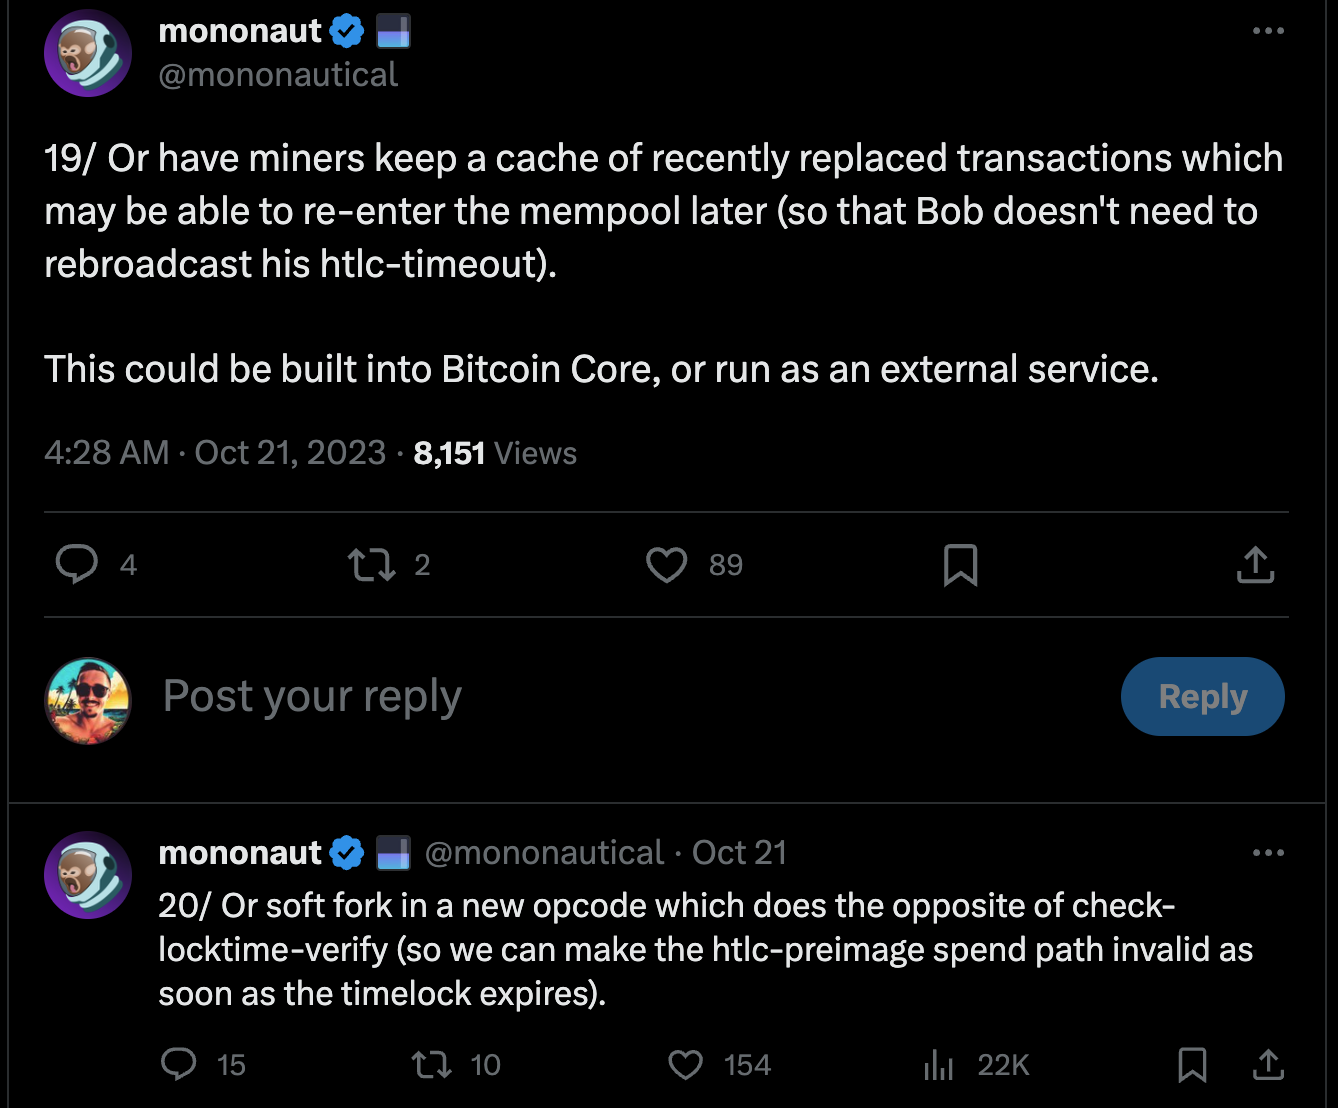 mononaut
@mononautical
19/ Or have miners keep a cache of recently replaced transactions which
may be able to re-enter the mempool later (so that Bob doesn't need to
rebroadcast his htlc-timeout).
This could be built into Bitcoin Core, or run as an external service.
4:28 AM · Oct 21, 2023 · 8,151 Views
4 2 89
Post your reply Reply
mononaut @mononautical · Oct 21
20/ Or soft fork in a new opcode which does the opposite of check-
locktime-verify (so we can make the htlc-preimage spend path invalid as
soon as the timelock expires).
15 10 154 22K